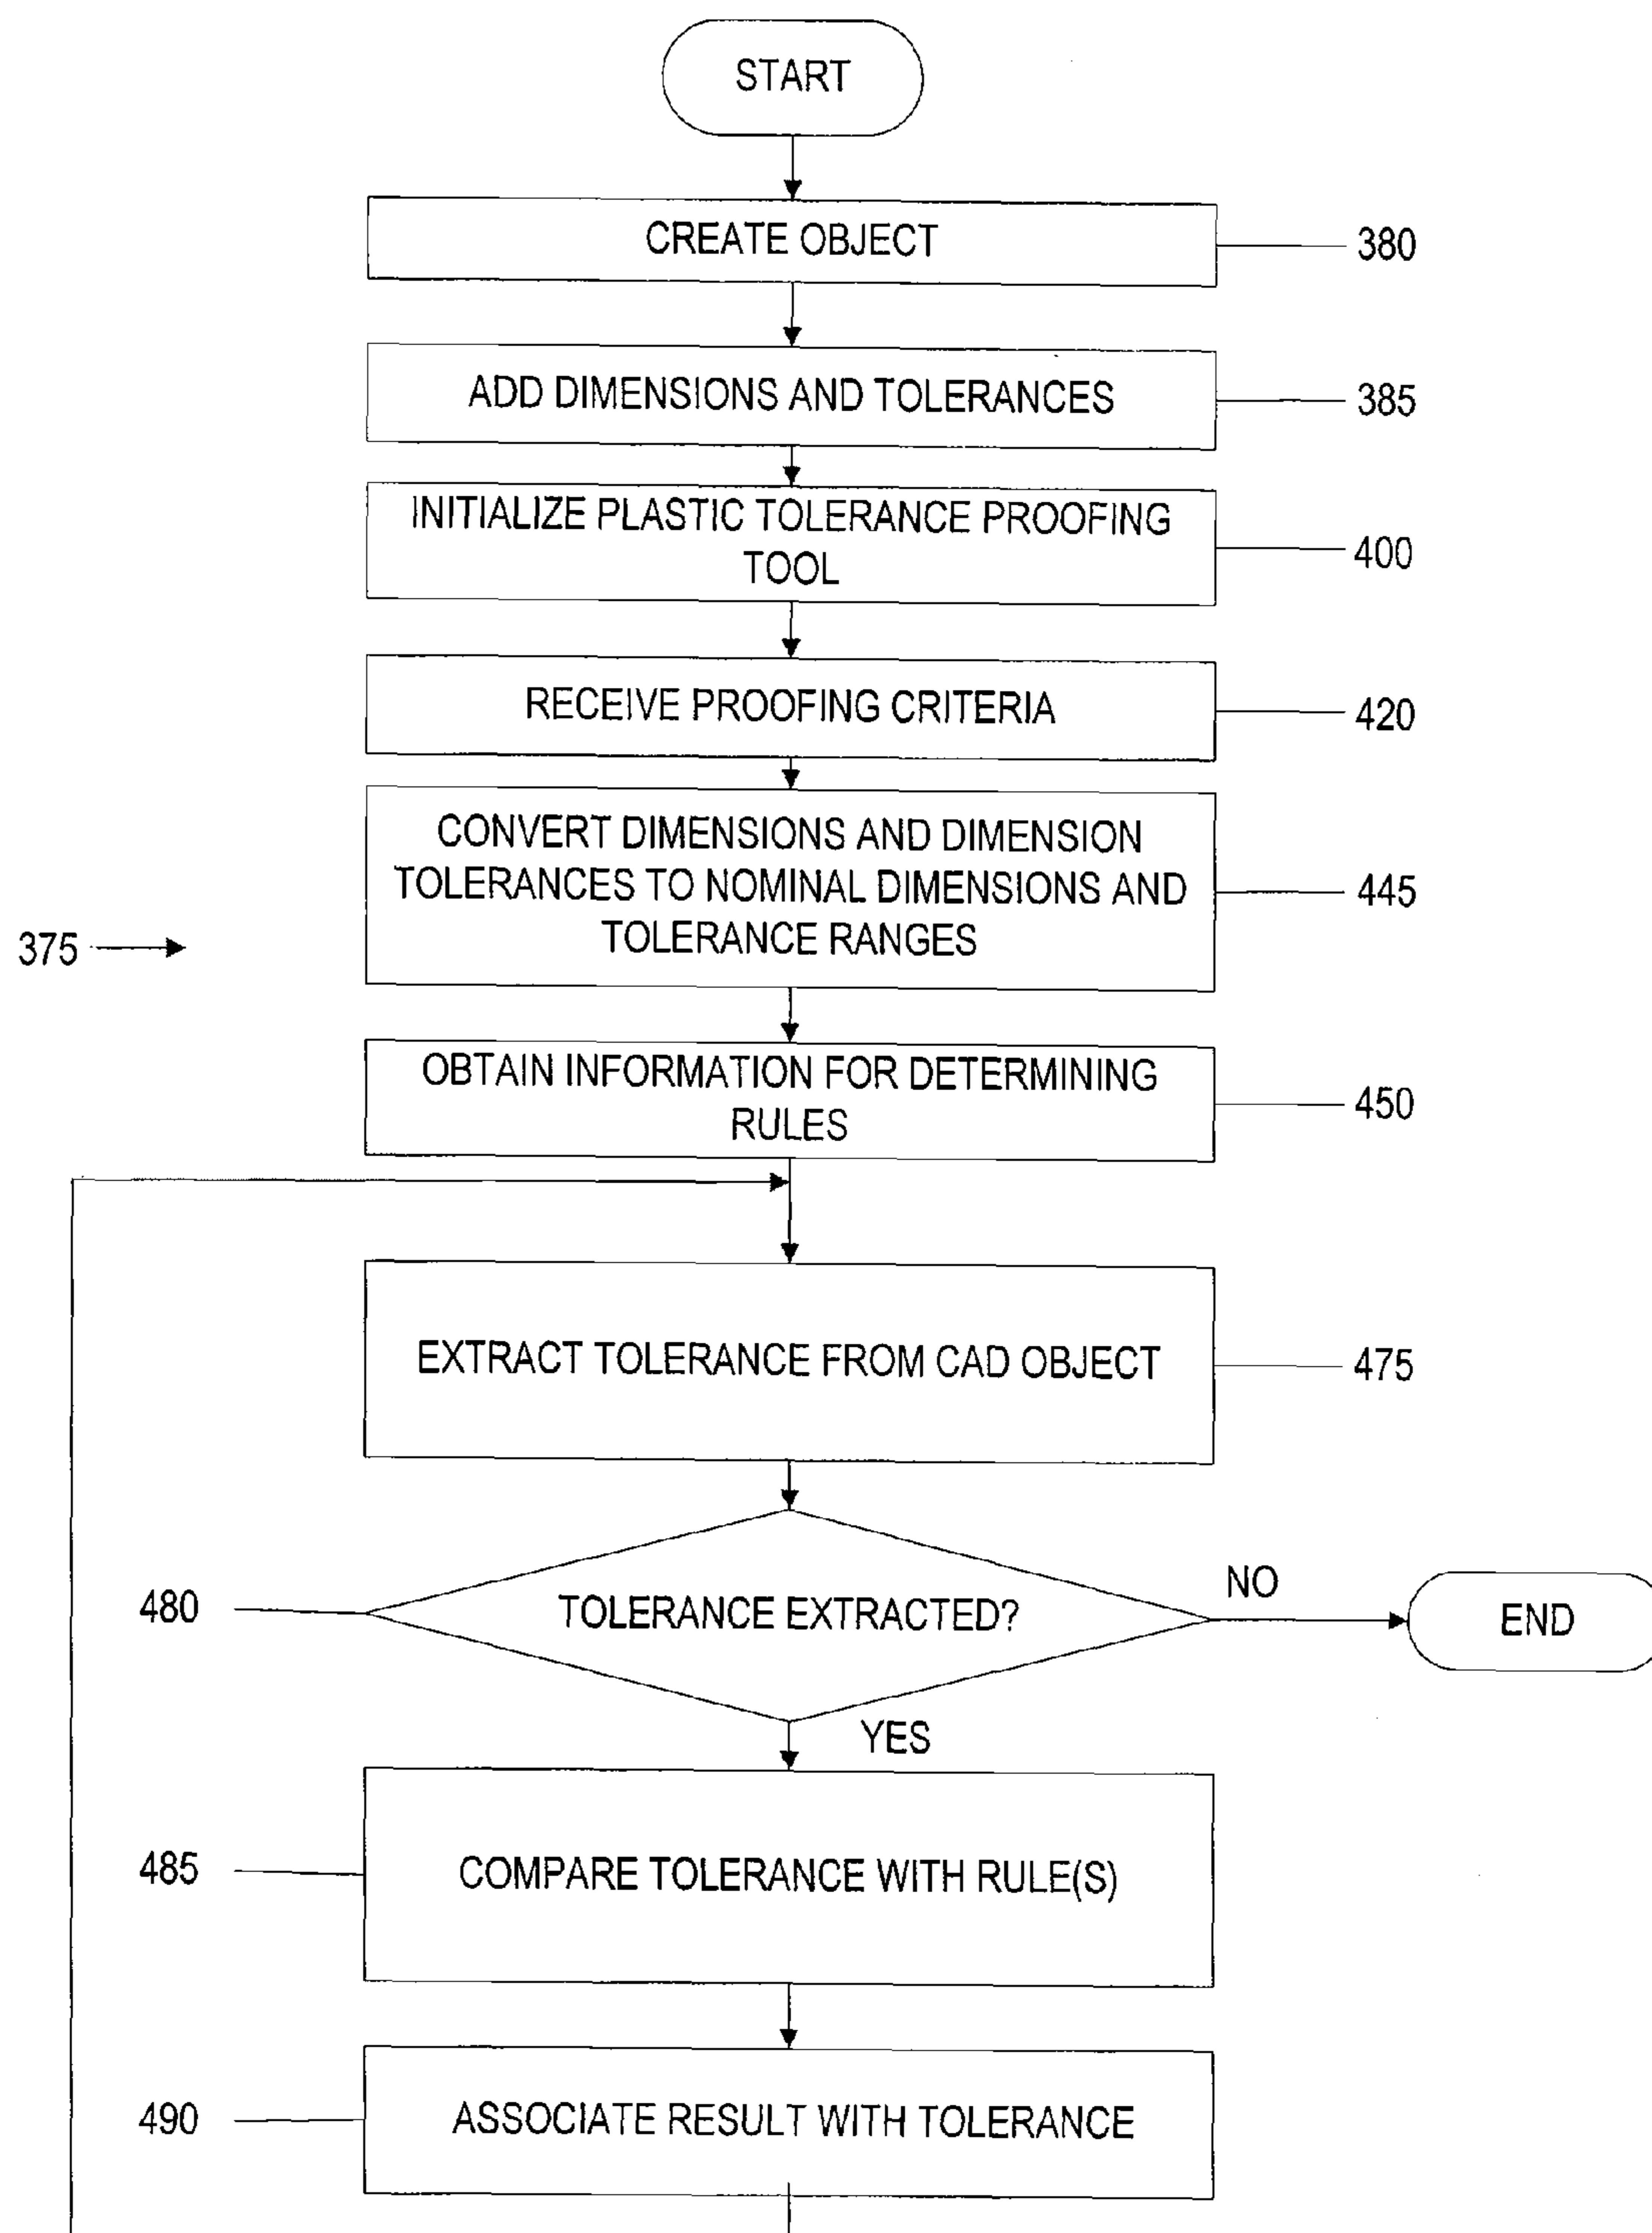 START
CREATE OBJECT
380
ADD DIMENSIONS AND TOLERANCES
385
INITIALIZE PLASTIC TOLERANCE PROOFING
TOOL
400
RECEIVE PROOFING CRITERIA
420
CONVERT DIMENSIONS AND DIMENSION
TOLERANCES TO NOMINAL DIMENSIONS AND
TOLERANCE RANGES
445
375
OBTAIN INFORMATION FOR DETERMINING
RULES
450
EXTRACT TOLERANCE FROM CAD OBJECT
475
480
TOLERANCE EXTRACTED?
NO
END
YES
485
COMPARE TOLERANCE WITH RULE(S)
490
ASSOCIATE RESULT WITH TOLERANCE